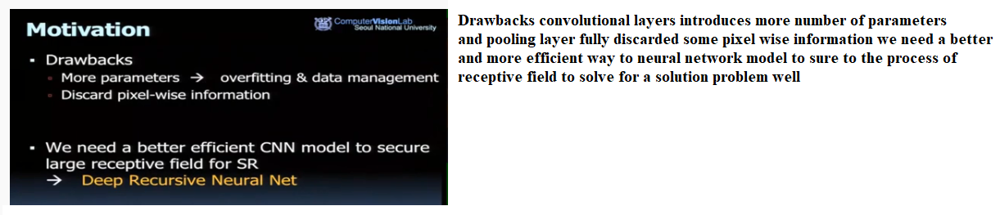 Motivation
ComputerVisionLab
Seoul National University
▪ Drawbacks
▫ More parameters → overfitting & data management
▫ Discard pixel-wise information
▪ We need a better efficient CNN model to secure
large receptive field for SR
→ Deep Recursive Neural Net
Drawbacks convolutional layers introduces more number of parameters
and pooling layer fully discarded some pixel wise information we need a better
and more efficient way to neural network model to sure to the process of
receptive field to solve for a solution problem well